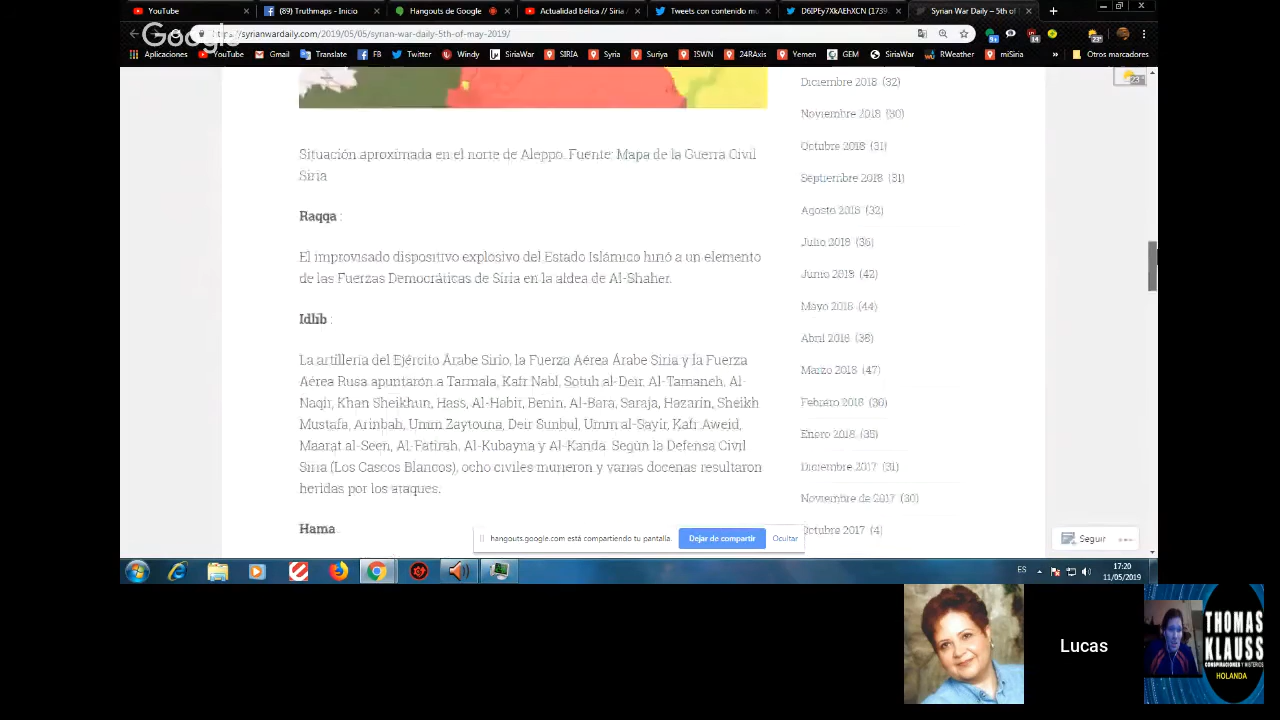 YouTube
(89) Truthmaps - Inicio
Hangouts de Google
Actualidad bélica // Siria
Tweets con contenido mu
D6IPEy7XkAEhXCN (1739
Syrian War Daily – 5th of
Google
https://syrianwardaily.com/2019/05/05/syrian-war-daily-5th-of-may-2019/
Aplicaciones YouTube Gmail Translate FB Twitter Windy SiriaWar SIRIA Syria Suriya ISWN 24RAxis Yemen GEM SiriaWar RWeather miSiria » Otros marcadores
Situación aproximada en el norte de Aleppo. Fuente: Mapa de la Guerra Civil
Siria
Raqqa :
El improvisado dispositivo explosivo del Estado Islámico hirió a un elemento
de las Fuerzas Democráticas de Siria en la aldea de Al-Shaher.
Idlib :
La artillería del Ejército Árabe Sirio, la Fuerza Aérea Árabe Siria y la Fuerza
Aérea Rusa apuntaron a Tarmala, Kafr Nabl, Sotuh al-Deir, Al-Tamaneh, Al-
Naqir, Khan Sheikhun, Hass, Al-Habit, Benin, Al-Bara, Saraja, Hazarin, Sheikh
Mustafa, Arinbah, Umm Zaytouna, Deir Sunbul, Umm al-Sayir, Kafr Aweid,
Maarat al-Seen, Al-Fatirah, Al-Kubayna y Al-Kanda. Según la Defensa Civil
Siria (Los Cascos Blancos), ocho civiles murieron y varias docenas resultaron
heridas por los ataques.
Hama :
Diciembre 2018 (32)
Noviembre 2018 (30)
Octubre 2018 (31)
Septiembre 2018 (31)
Agosto 2018 (32)
Julio 2018 (36)
Junio 2018 (42)
Mayo 2018 (44)
Abril 2018 (38)
Marzo 2018 (47)
Febrero 2018 (30)
Enero 2018 (35)
Diciembre 2017 (31)
Noviembre de 2017 (30)
Octubre 2017 (4)
hangouts.google.com está compartiendo tu pantalla.
Dejar de compartir
Ocultar
Seguir
ES
17:20
11/05/2019
Lucas
THOMAS
KLAUSS
CONSPIRACIONES Y MISTERIOS
HOLANDA